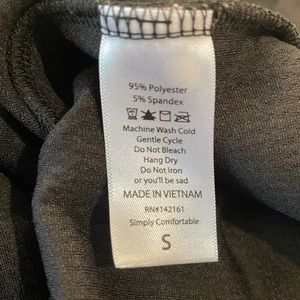 95% Polyester
5% Spandex
Machine Wash Cold
Gentle Cycle
Do Not Bleach
Hang Dry
Do Not Iron
or you'll be sad
MADE IN VIETNAM
RN#142161
Simply Comfortable
S